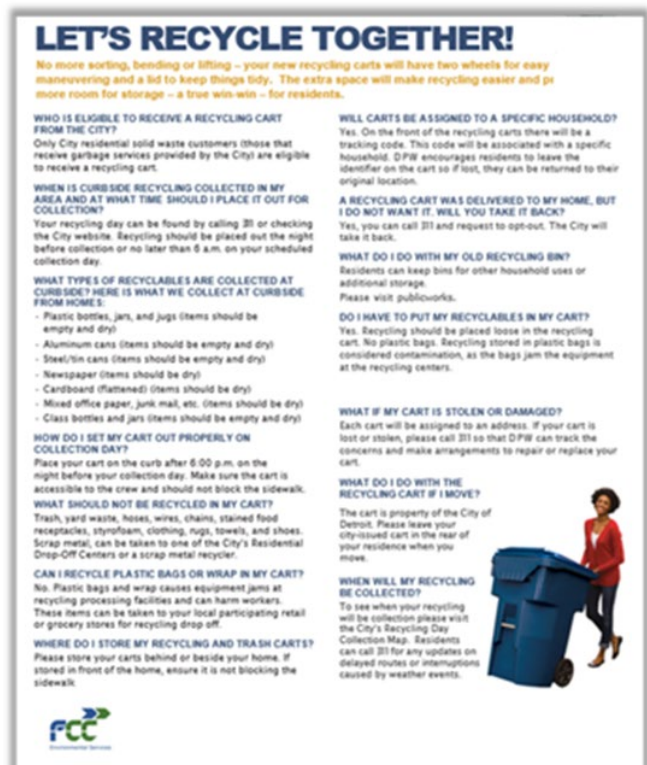 LET'S RECYCLE TOGETHER!
No more sorting, bending or lifting – your new recycling carts will have two wheels for easy
maneuvering and a lid to keep things tidy. The extra space will make recycling easier and
more room for storage – a true win-win – for residents.
WHO IS ELIGIBLE TO RECEIVE A RECYCLING CART
FROM THE CITY?
Only City residential solid waste customers (those that
receive garbage services provided by the City) are eligible
to receive a recycling cart.
WHEN IS CURBSIDE RECYCLING COLLECTED IN MY
AREA AND AT WHAT TIME SHOULD I PLACE IT OUT FOR
COLLECTION?
Your recycling day can be found by calling 311 or checking
the City website. Recycling should be placed out the night
before collection or no later than 6 a.m. on your scheduled
collection day.
WHAT TYPES OF RECYCLABLES ARE COLLECTED AT
CURBSIDE? HERE IS WHAT WE COLLECT AT CURBSIDE
FROM HOMES:
- Plastic bottles, jars, and jugs (items should be
empty and dry)
- Aluminum cans (items should be empty and dry)
- Steel/tin cans (items should be empty and dry)
- Newspaper (items should be dry)
- Cardboard (flattened) (items should be dry)
- Mixed office paper, junk mail, etc. (items should be dry)
- Glass bottles and jars (items should be empty and dry)
HOW DO I SET MY CART OUT PROPERLY ON
COLLECTION DAY?
Place your cart on the curb after 6:00 p.m. on the
night before your collection day. Make sure the cart is
accessible to the crew and should not block the sidewalk.
WHAT SHOULD NOT BE RECYCLED IN MY CART?
Trash, yard waste, hoses, wires, chains, stained food
receptacles, styrofoam, clothing, rugs, towels, and shoes.
Scrap metal, can be taken to one of the City's Residential
Drop-Off Centers or a scrap metal recycler.
CAN I RECYCLE PLASTIC BAGS OR WRAP IN MY CART?
No. Plastic bags and wrap causes equipment jams at
recycling processing facilities and can harm workers.
These items can be taken to your local participating retail
or grocery stores for recycling drop off.
WHERE DO I STORE MY RECYCLING AND TRASH CARTS?
Please store your carts behind or beside your home. If
stored in front of the home, ensure it is not blocking the
sidewalk
WILL CARTS BE ASSIGNED TO A SPECIFIC HOUSEHOLD?
Yes. On the front of the recycling carts there will be a
tracking code. This code will be associated with a specific
household. DPW encourages residents to leave the
identifier on the cart so if lost, they can be returned to their
original location.
A RECYCLING CART WAS DELIVERED TO MY HOME, BUT
I DO NOT WANT IT. WILL YOU TAKE IT BACK?
Yes, you can call 311 and request to opt-out. The City will
take it back.
WHAT DO I DO WITH MY OLD RECYCLING BIN?
Residents can keep bins for other household uses or
additional storage.
Please visit publicworks.
DO I HAVE TO PUT MY RECYCLABLES IN MY CART?
Yes. Recycling should be placed loose in the recycling
cart. No plastic bags. Recycling stored in plastic bags is
considered contamination, as the bags jam the equipment
at the recycling centers.
WHAT IF MY CART IS STOLEN OR DAMAGED?
Each cart will be assigned to an address. If your cart is
lost or stolen, please call 311 so that DPW can track the
concerns and make arrangements to repair or replace your
cart.
WHAT DO I DO WITH THE
RECYCLING CART IF I MOVE?
The cart is property of the City of
Detroit. Please leave your
city-issued cart in the rear of
your residence when you
move.
WHEN WILL MY RECYCLING
BE COLLECTED?
To see when your recycling
will be collection please visit
the City's Recycling Day
Collection Map. Residents
can call 311 for any updates on
delayed routes or interruptions
caused by weather events.
FCC
Environmental Services